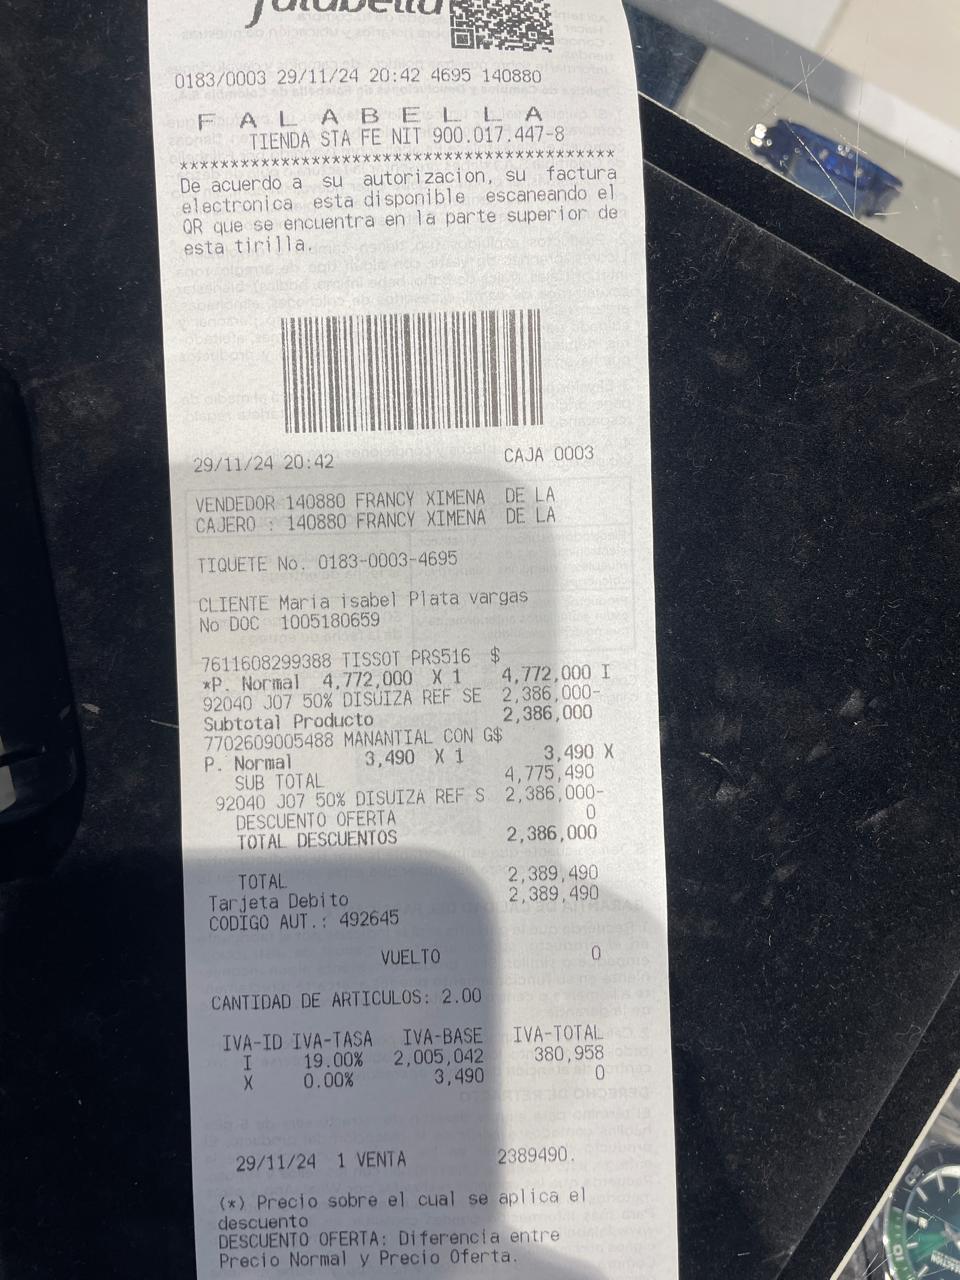 falabella
0183/0003 29/11/24 20:42 4695 140880
F A L A B E L L A
TIENDA STA FE NIT 900.017.447-8
*******************************************
De acuerdo a su autorizacion, su factura
electronica esta disponible escaneando el
QR que se encuentra en la parte superior de
esta tirilla.
29/11/24 20:42 CAJA 0003
VENDEDOR 140880 FRANCY XIMENA DE LA
CAJERO : 140880 FRANCY XIMENA DE LA
TIQUETE No. 0183-0003-4695
CLIENTE Maria isabel Plata vargas
No DOC 1005180659
7611608299388 TISSOT PRS516 $
*P. Normal 4,772,000 X 1 4,772,000 I
92040 J07 50% DISUIZA REF SE 2,386,000-
Subtotal Producto 2,386,000
7702609005488 MANANTIAL CON G$
P. Normal 3,490 X 1 3,490 X
SUB TOTAL 4,775,490
92040 J07 50% DISUIZA REF S 2,386,000-
DESCUENTO OFERTA 0
TOTAL DESCUENTOS 2,386,000
TOTAL 2,389,490
Tarjeta Debito 2,389,490
CODIGO AUT.: 492645
VUELTO 0
CANTIDAD DE ARTICULOS: 2.00
IVA-ID IVA-TASA IVA-BASE IVA-TOTAL
I 19.00% 2,005,042 380,958
X 0.00% 3,490 0
29/11/24 1 VENTA 2389490.
(*) Precio sobre el cual se aplica el
descuento
DESCUENTO OFERTA: Diferencia entre
Precio Normal y Precio Oferta.